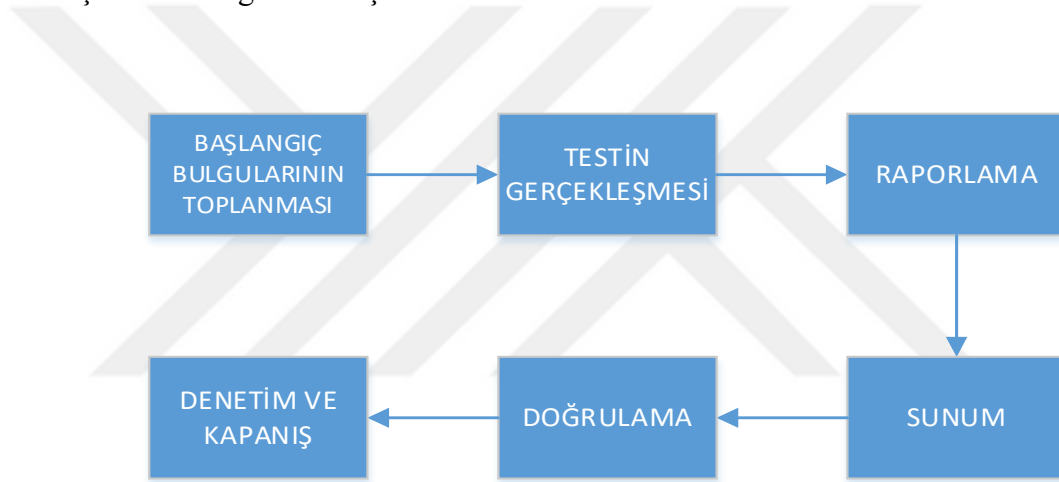 BAŞLANGIÇ
BULGULARININ
TOPLANMASI
TESTİN
GERÇEKLEŞMESİ
RAPORLAMA
SUNUM
DOĞRULAMA
DENETİM VE
KAPANIŞ